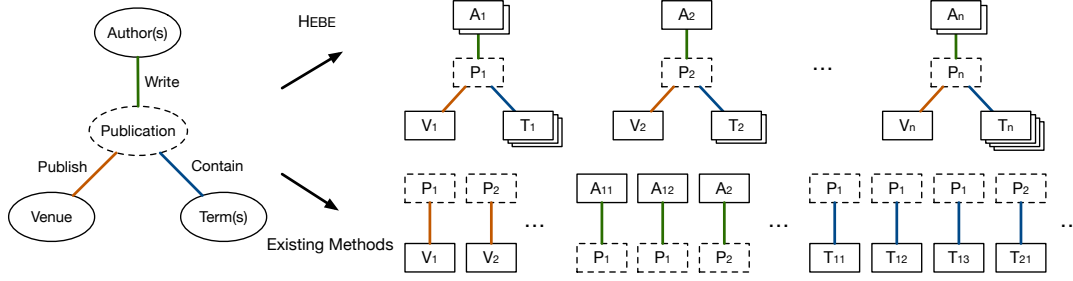 Author(s)
Write
Publication
Publish
Contain
Venue
Term(s)
HEBE
Existing Methods
A1
P1
V1
T1
A2
P2
V2
T2
...
An
Pn
Vn
Tn
P1 P2
...
V1 V2
A11 A12 A2
...
P1 P1 P2
P1 P1 P1 P2
..
T11 T12 T13 T21